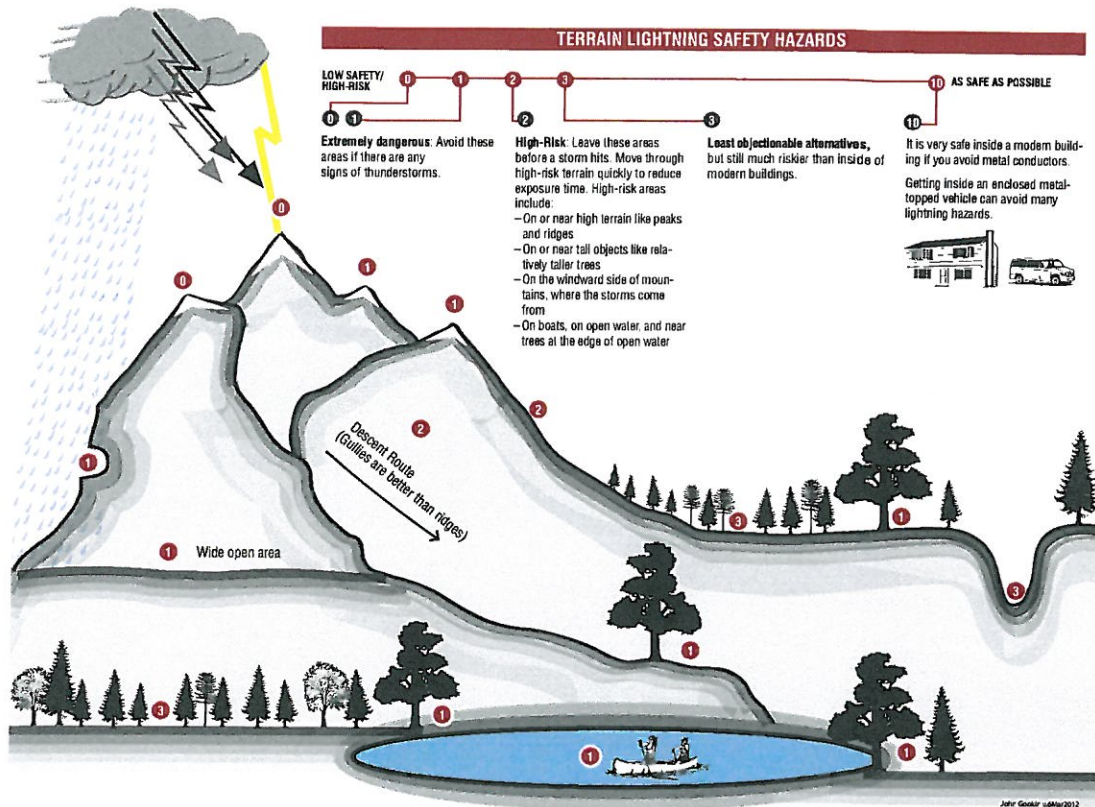 TERRAIN LIGHTNING SAFETY HAZARDS
LOW SAFETY/
HIGH-RISK
0
1
2
3
10
AS SAFE AS POSSIBLE
0 1
Extremely dangerous: Avoid these
areas if there are any
signs of thunderstorms.
2
High-Risk: Leave these areas
before a storm hits. Move through
high-risk terrain quickly to reduce
exposure time. High-risk areas
include:
–On or near high terrain like peaks
and ridges
–On or near tall objects like rela-
tively taller trees
–On the windward side of moun-
tains, where the storms come
from
–On boats, on open water, and near
trees at the edge of open water
3
Least objectionable alternatives,
but still much riskier than inside of
modern buildings.
10
It is very safe inside a modern build-
ing if you avoid metal conductors.
Getting inside an enclosed metal-
topped vehicle can avoid many
lightning hazards.
0
0
1
1
2
2
Descent Route
(Gullies are better than ridges)
1
3
1
3
1 Wide open area
1
3
1
1
1
John Gookin v.6Mar2012